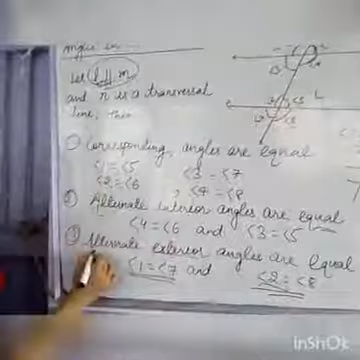 angle is
Let l || m
and n is a transversal
line, then
① Corresponding angles are equal
∠1 = ∠5 ∠3 = ∠7
∠2 = ∠6 , ∠4 = ∠8
② Alternate interior angles are equal
∠4 = ∠6 and ∠3 = ∠5
③ Alternate exterior angles are equal
∠1 = ∠7 and ∠2 = ∠8
InShOt